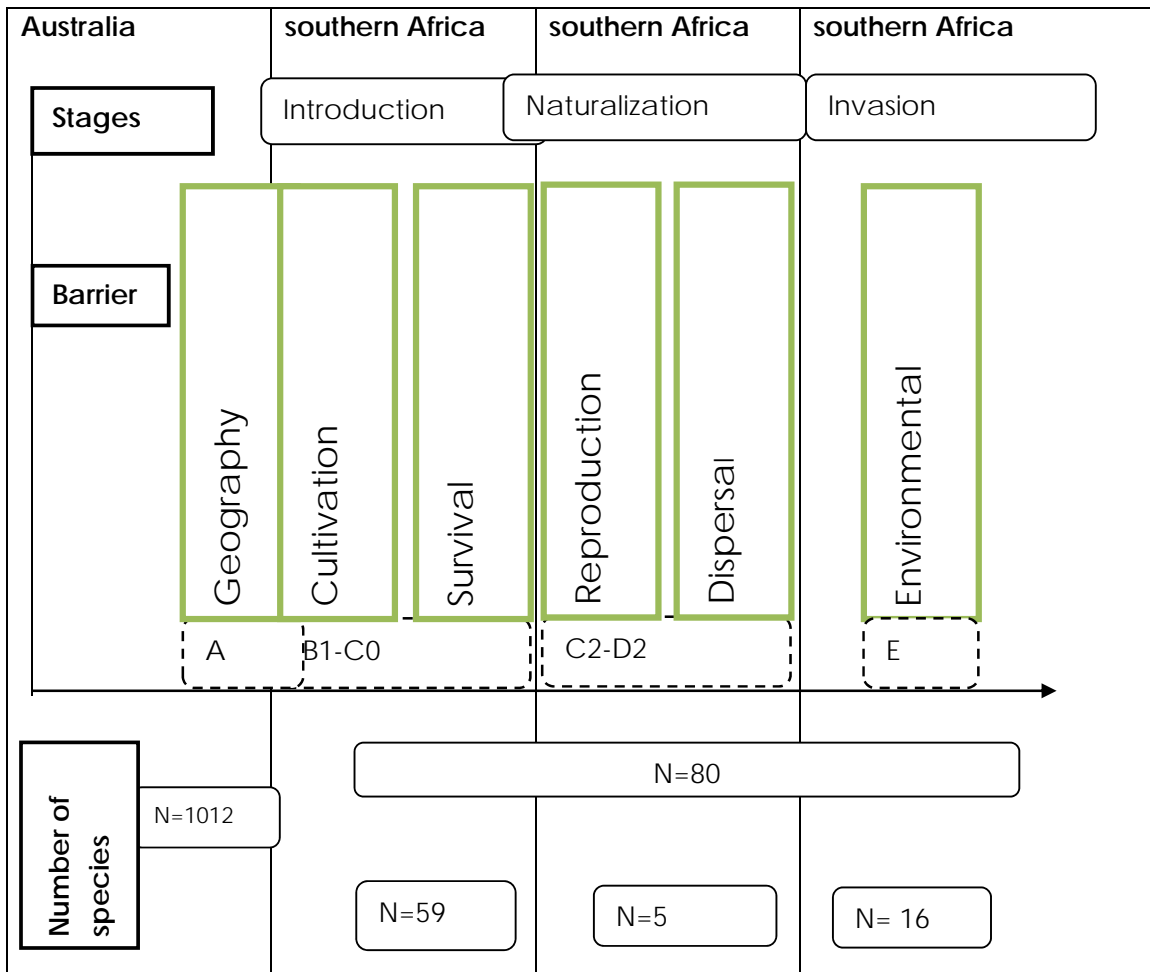 Australia
southern Africa
southern Africa
southern Africa
Stages
Introduction
Naturalization
Invasion
Barrier
Geography
Cultivation
Survival
Reproduction
Dispersal
Environmental
A
B1-C0
C2-D2
E
Number of
species
N=1012
N=80
N=59
N=5
N= 16